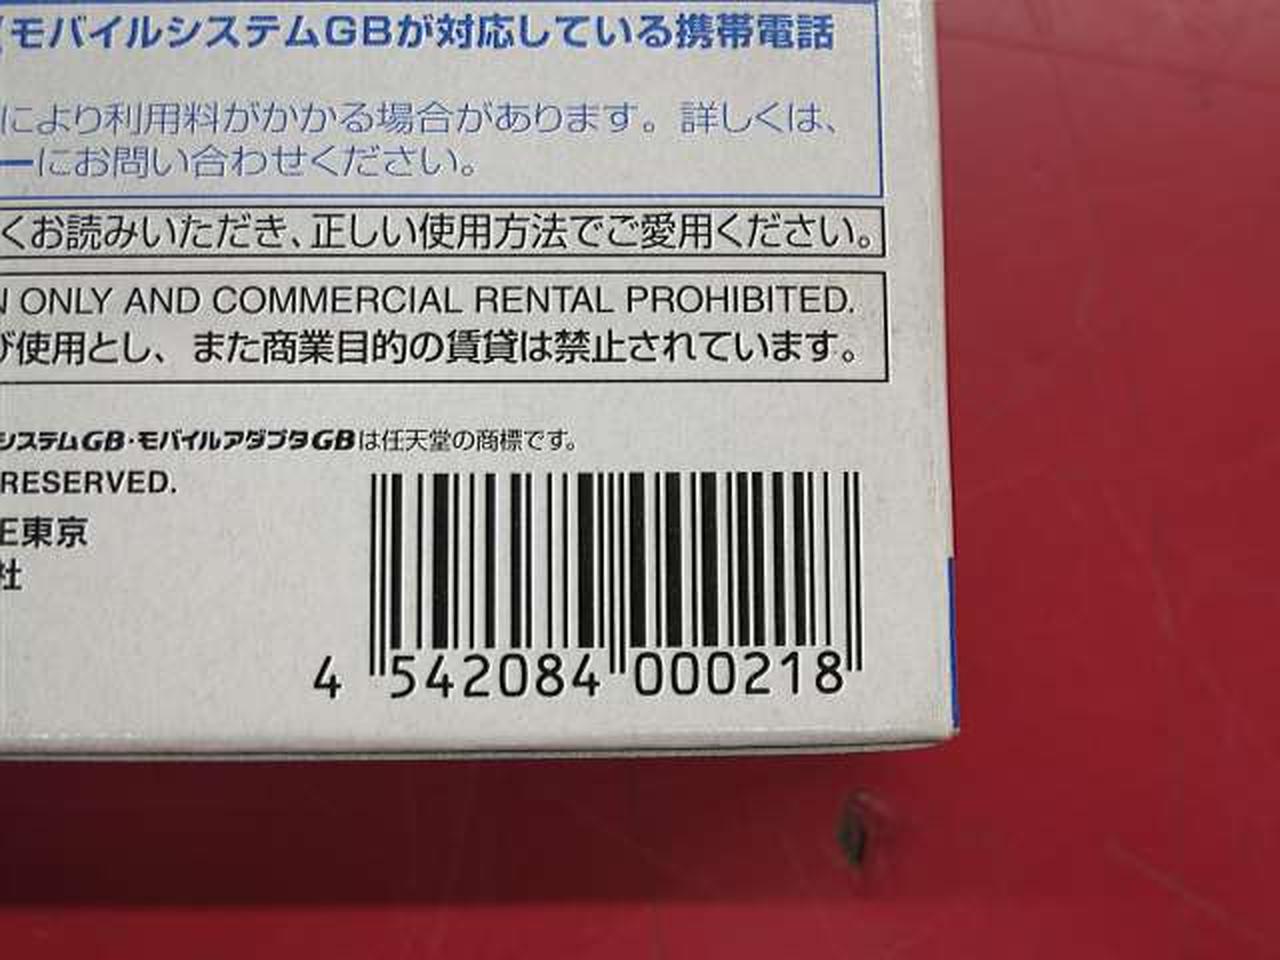 モバイルシステムGBが対応している携帯電話
により利用料がかかる場合があります。詳しくは、
ーにお問い合わせください。
くお読みいただき、正しい使用方法でご愛用ください。
N ONLY AND COMMERCIAL RENTAL PROHIBITED.
び使用とし、また商業目的の賃貸は禁止されています。
システムGB・モバイルアダプタGBは任天堂の商標です。
RESERVED.
王東京
社
4 542084 000218